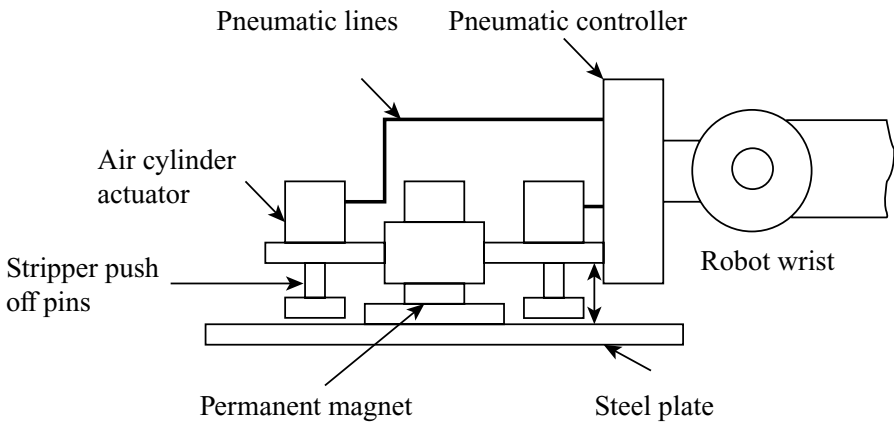 Pneumatic lines
Pneumatic controller
Air cylinder
actuator
Stripper push
off pins
Robot wrist
Permanent magnet
Steel plate